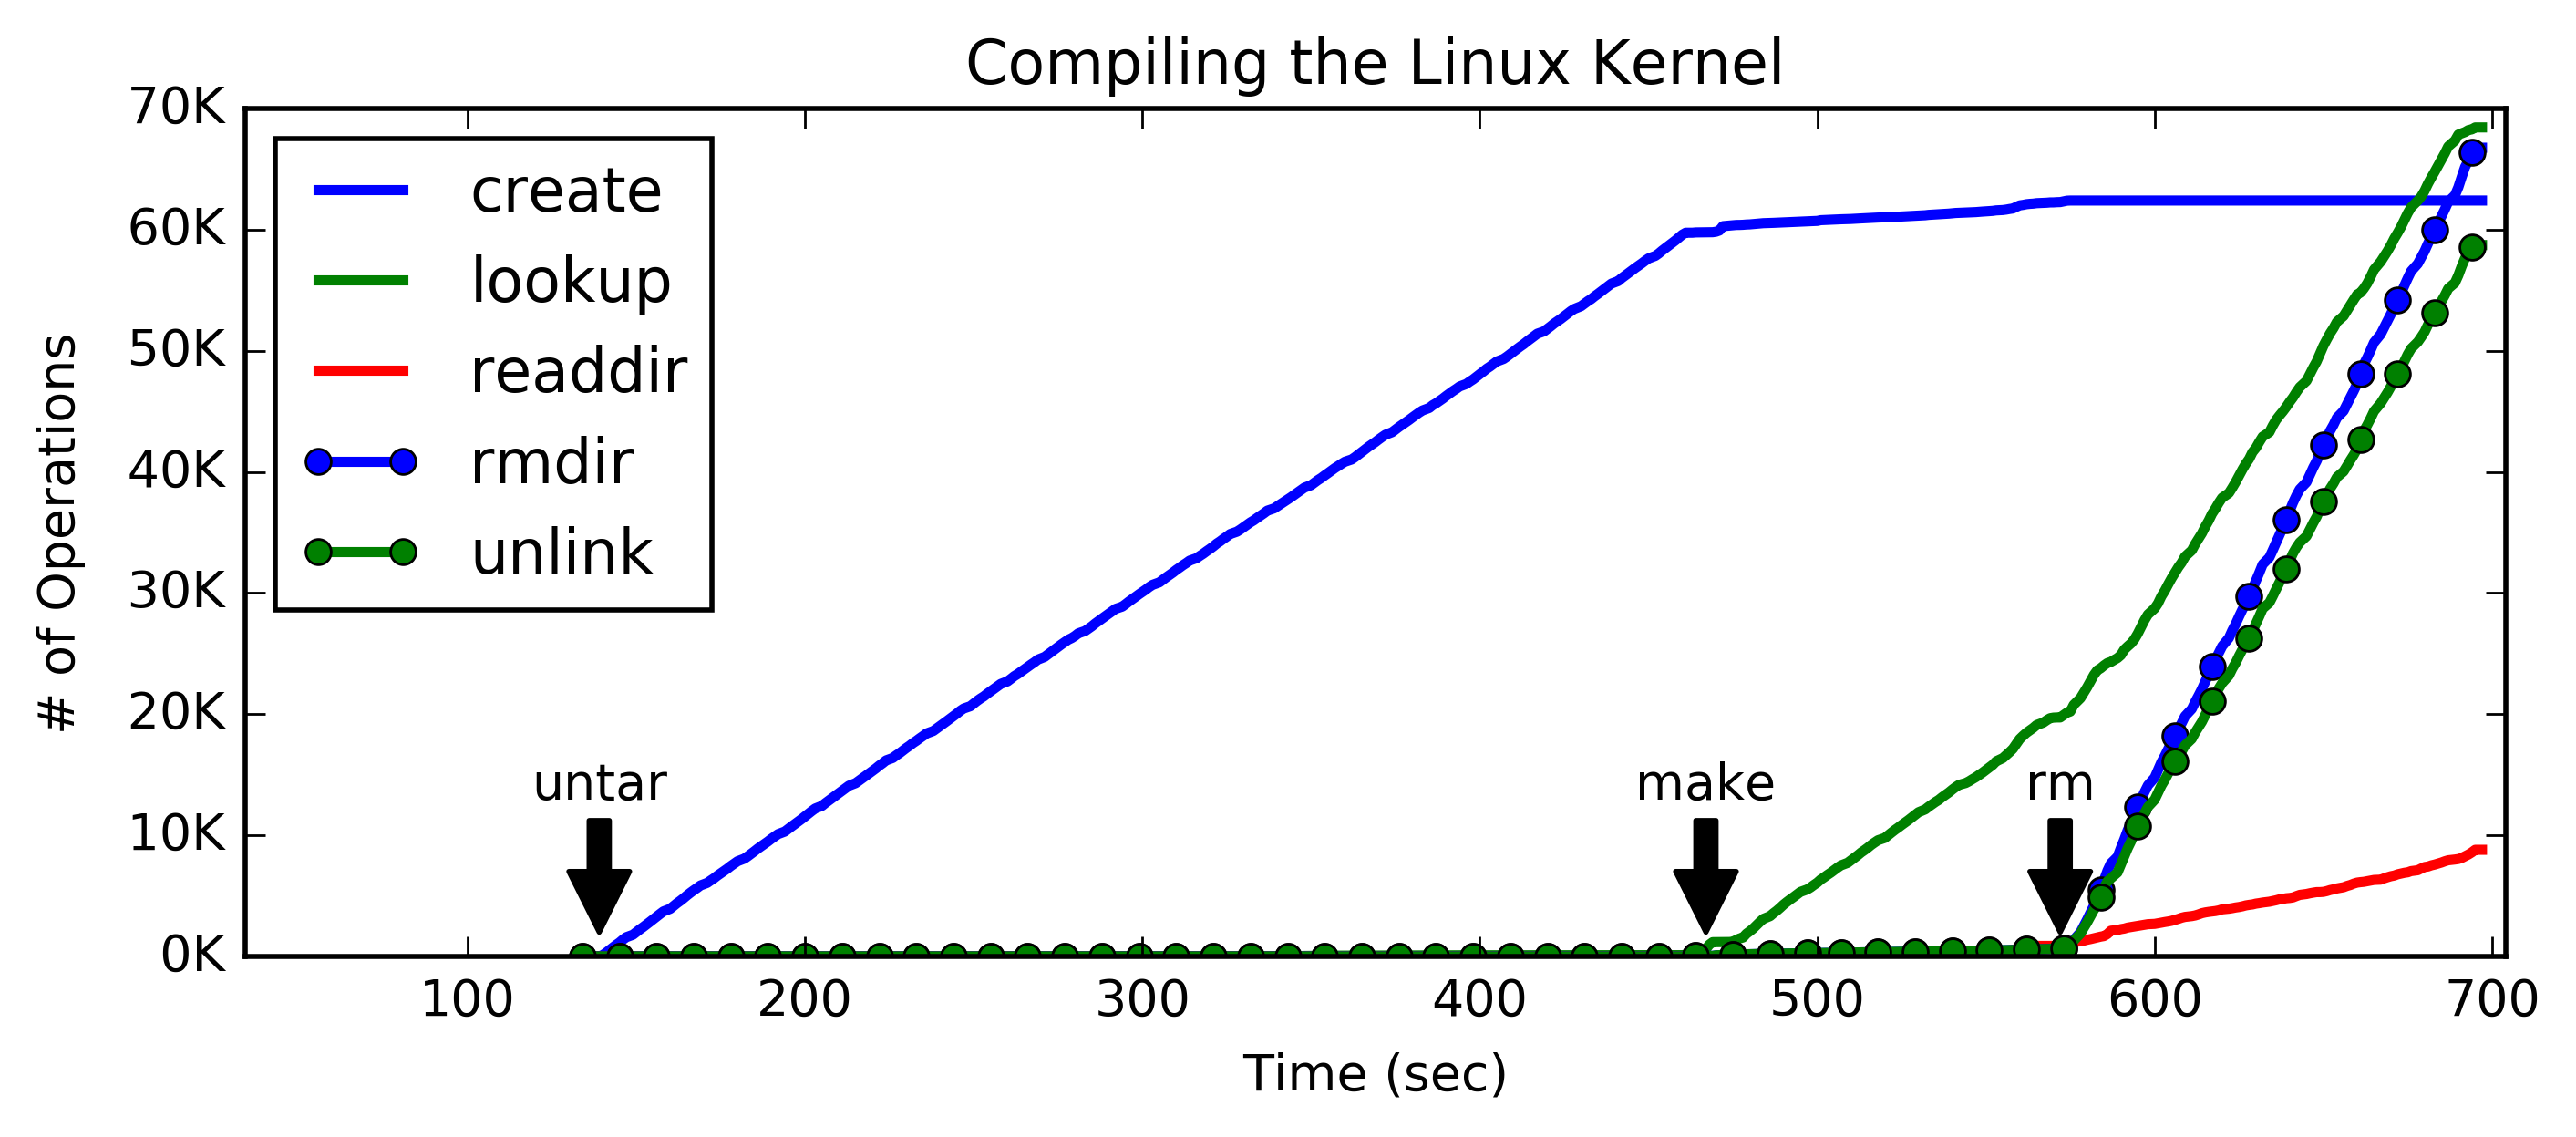 Compiling the Linux Kernel
70K
60K
50K
40K
30K
20K
10K
0K
# of Operations
create
lookup
readdir
rmdir
unlink
untar
make
rm
100 200 300 400 500 600 700
Time (sec)